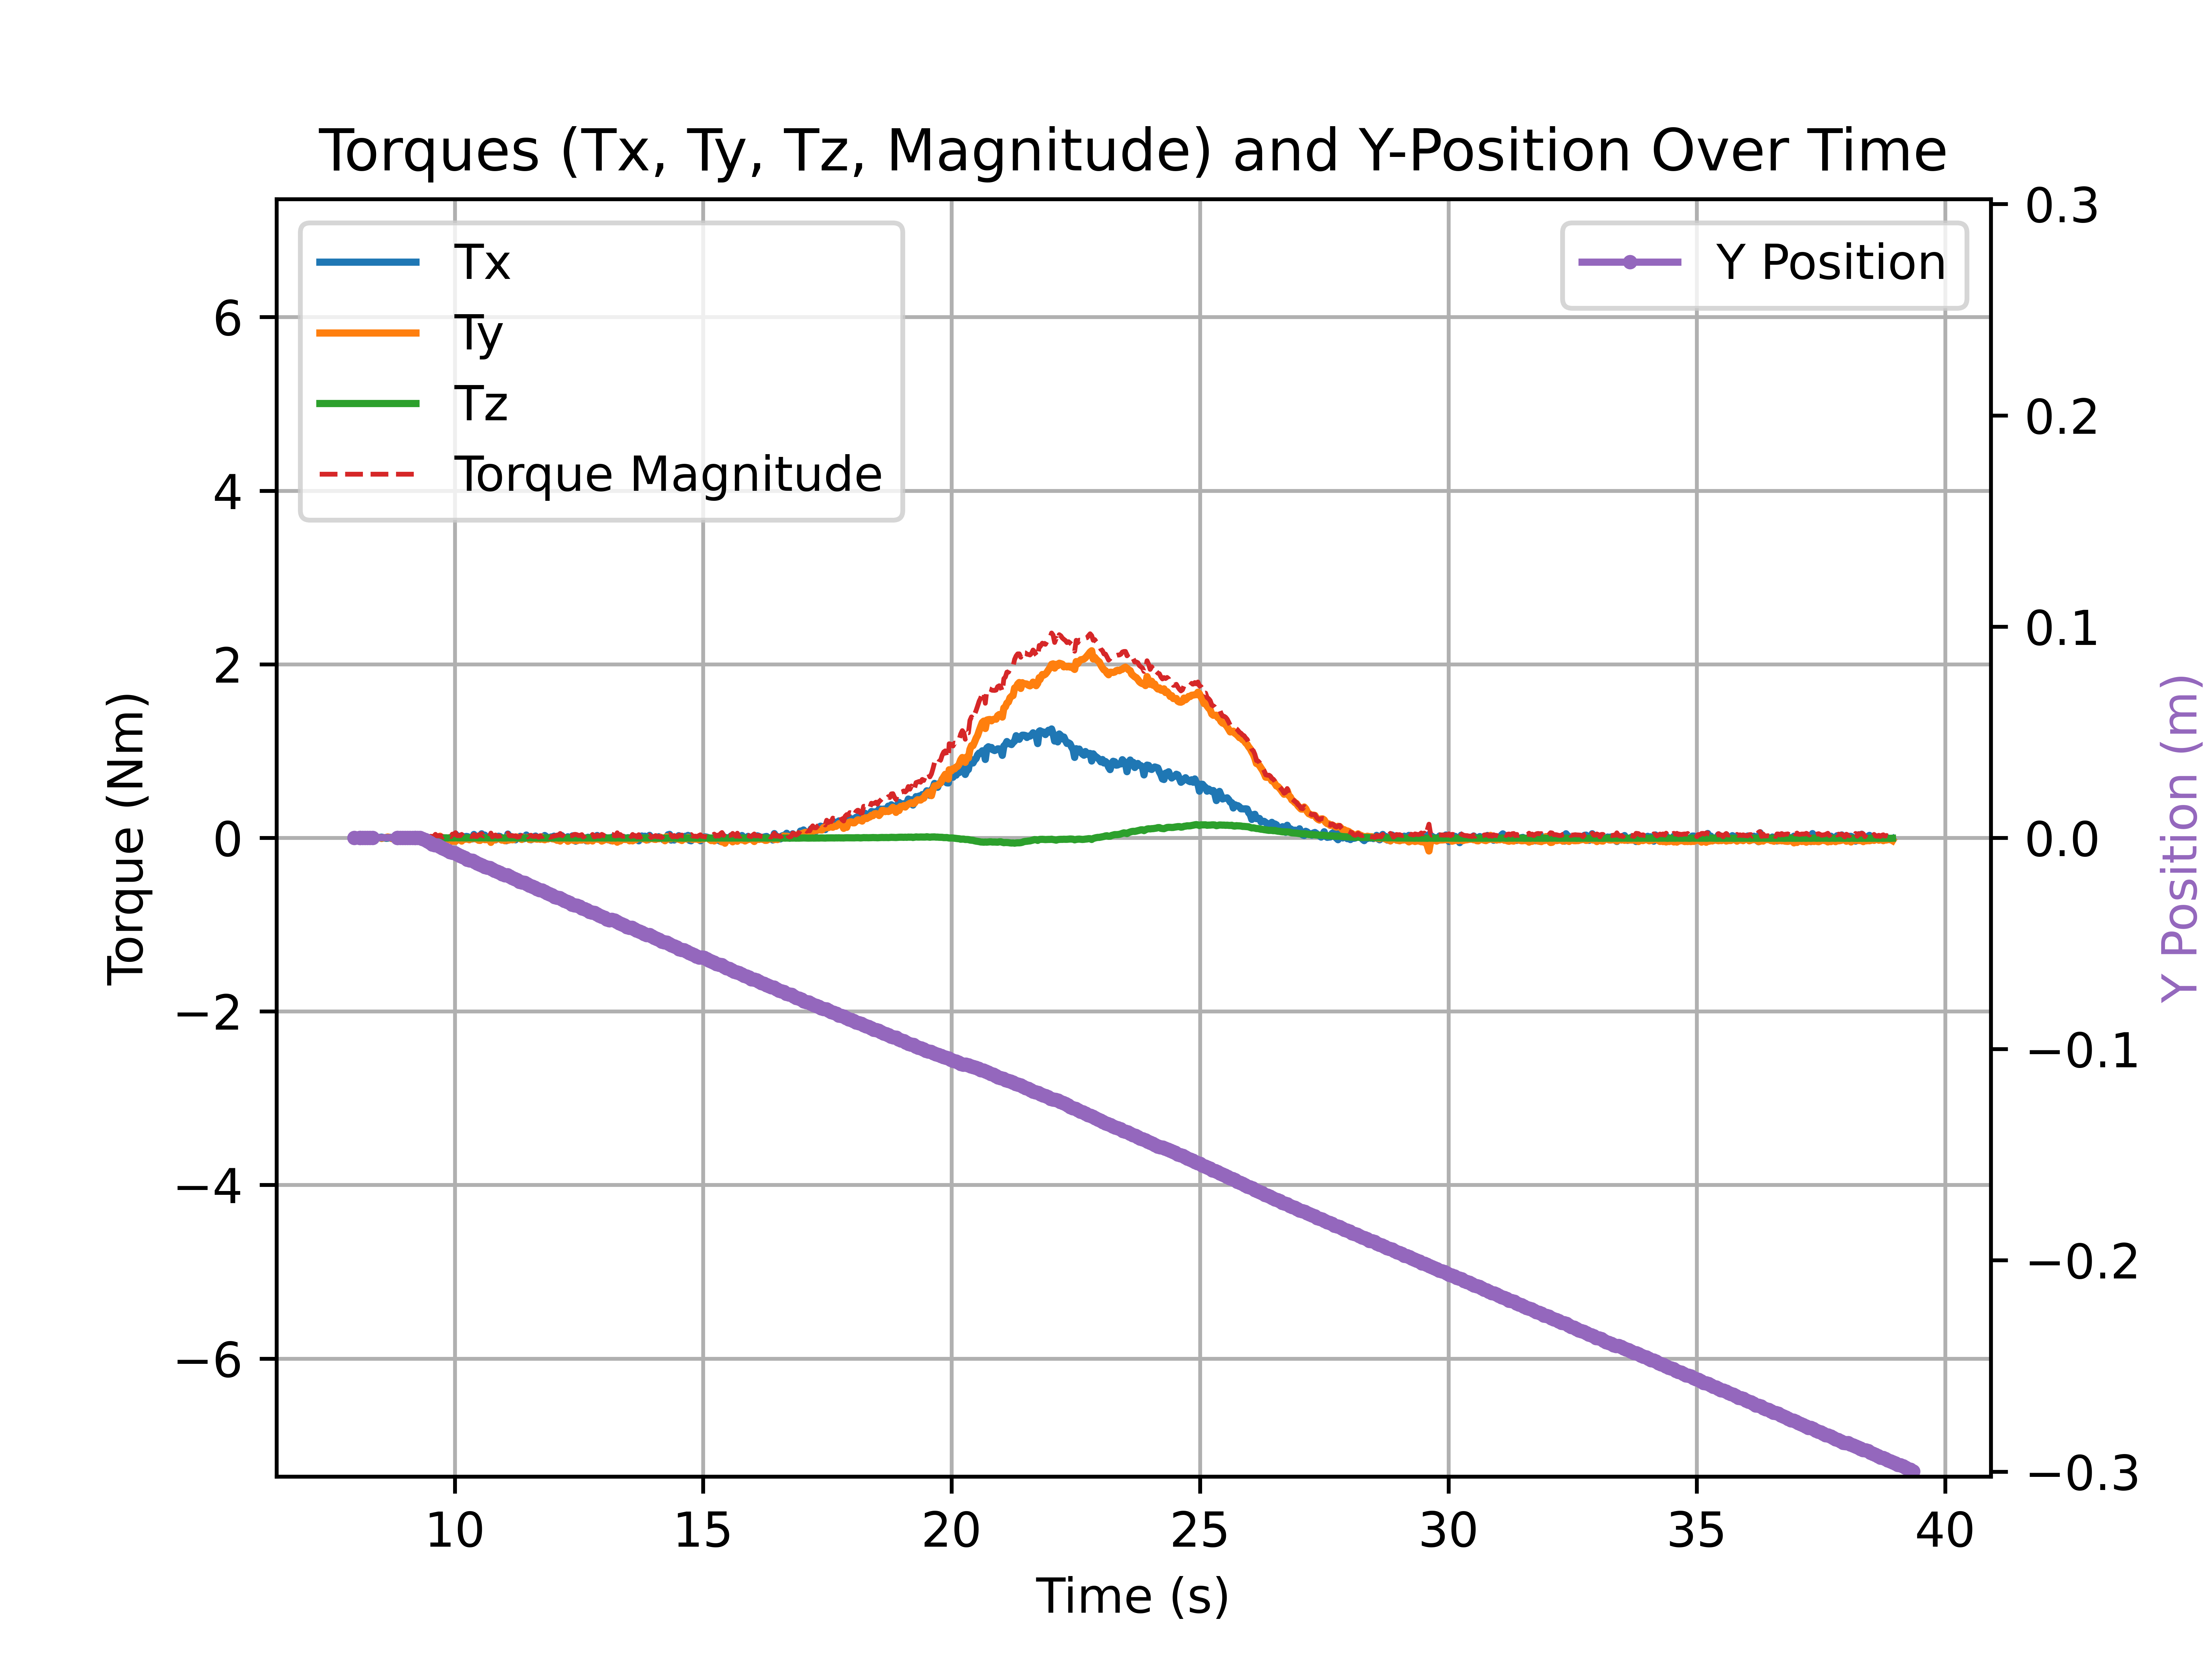 Torques (Tx, Ty, Tz, Magnitude) and Y-Position Over Time
Tx
Ty
Tz
Torque Magnitude
Y Position
6
4
2
0
−2
−4
−6
Torque (Nm)
0.3
0.2
0.1
0.0
−0.1
−0.2
−0.3
Y Position (m)
10 15 20 25 30 35 40
Time (s)